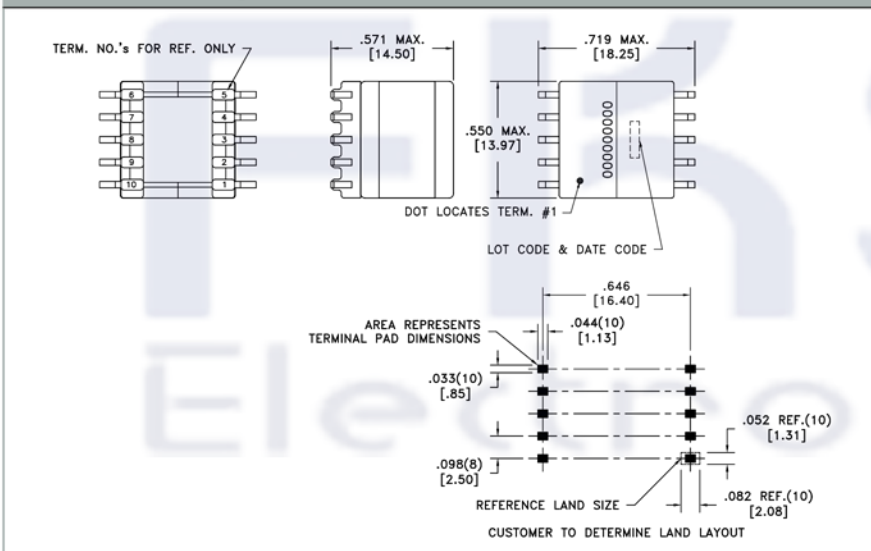 .571 MAX.
[14.50]
.719 MAX.
[18.25]
TERM. NO.'s FOR REF. ONLY
6
5
7
4
8
3
9
2
10
1
.550 MAX.
[13.97]
0000000000
DOT LOCATES TERM. #1
LOT CODE & DATE CODE
.646
[16.40]
AREA REPRESENTS
TERMINAL PAD DIMENSIONS
.044(10)
[1.13]
.033(10)
[.85]
.052 REF.(10)
[1.31]
.098(8)
[2.50]
REFERENCE LAND SIZE
.082 REF.(10)
[2.08]
CUSTOMER TO DETERMINE LAND LAYOUT
Electro